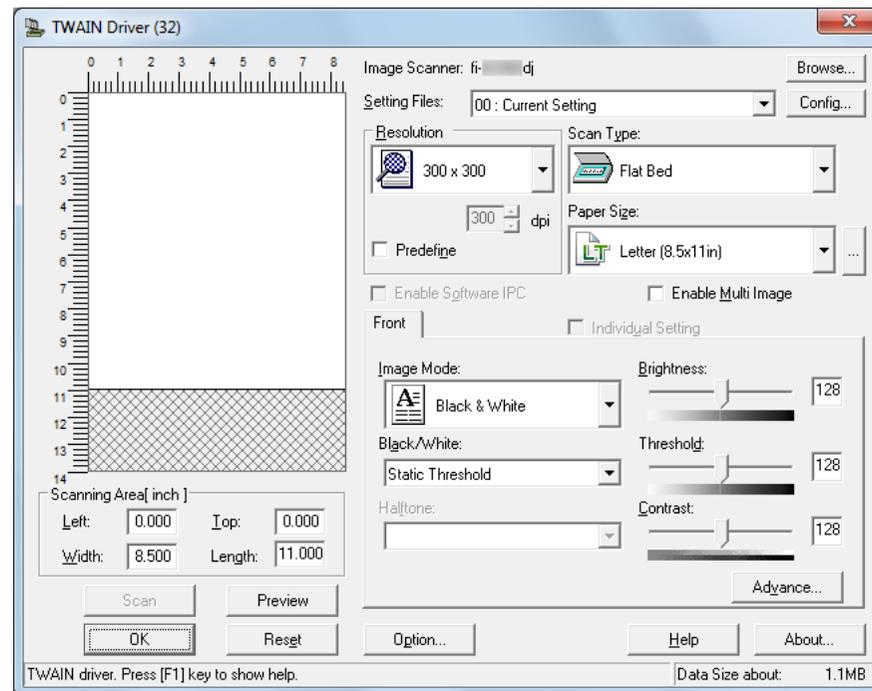 TWAIN Driver (32)
0 1 2 3 4 5 6 7 8
0
1
2
3
4
5
6
7
8
9
10
11
12
13
14
Image Scanner: fi- dj
Browse...
Setting Files: 00 : Current Setting
Config...
Resolution
300 x 300
300 dpi
Predefine
Scan Type:
Flat Bed
Paper Size:
LT Letter (8.5x11in)
...
Enable Software IPC
Enable Multi Image
Front
Individual Setting
Image Mode:
A Black & White
Black/White:
Static Threshold
Halftone:
Brightness:
128
Threshold:
128
Contrast:
128
Advance...
Scanning Area[ inch ]
Left: 0.000 Top: 0.000
Width: 8.500 Length: 11.000
Scan Preview
OK Reset
Option... Help About...
TWAIN driver. Press [F1] key to show help. Data Size about: 1.1MB